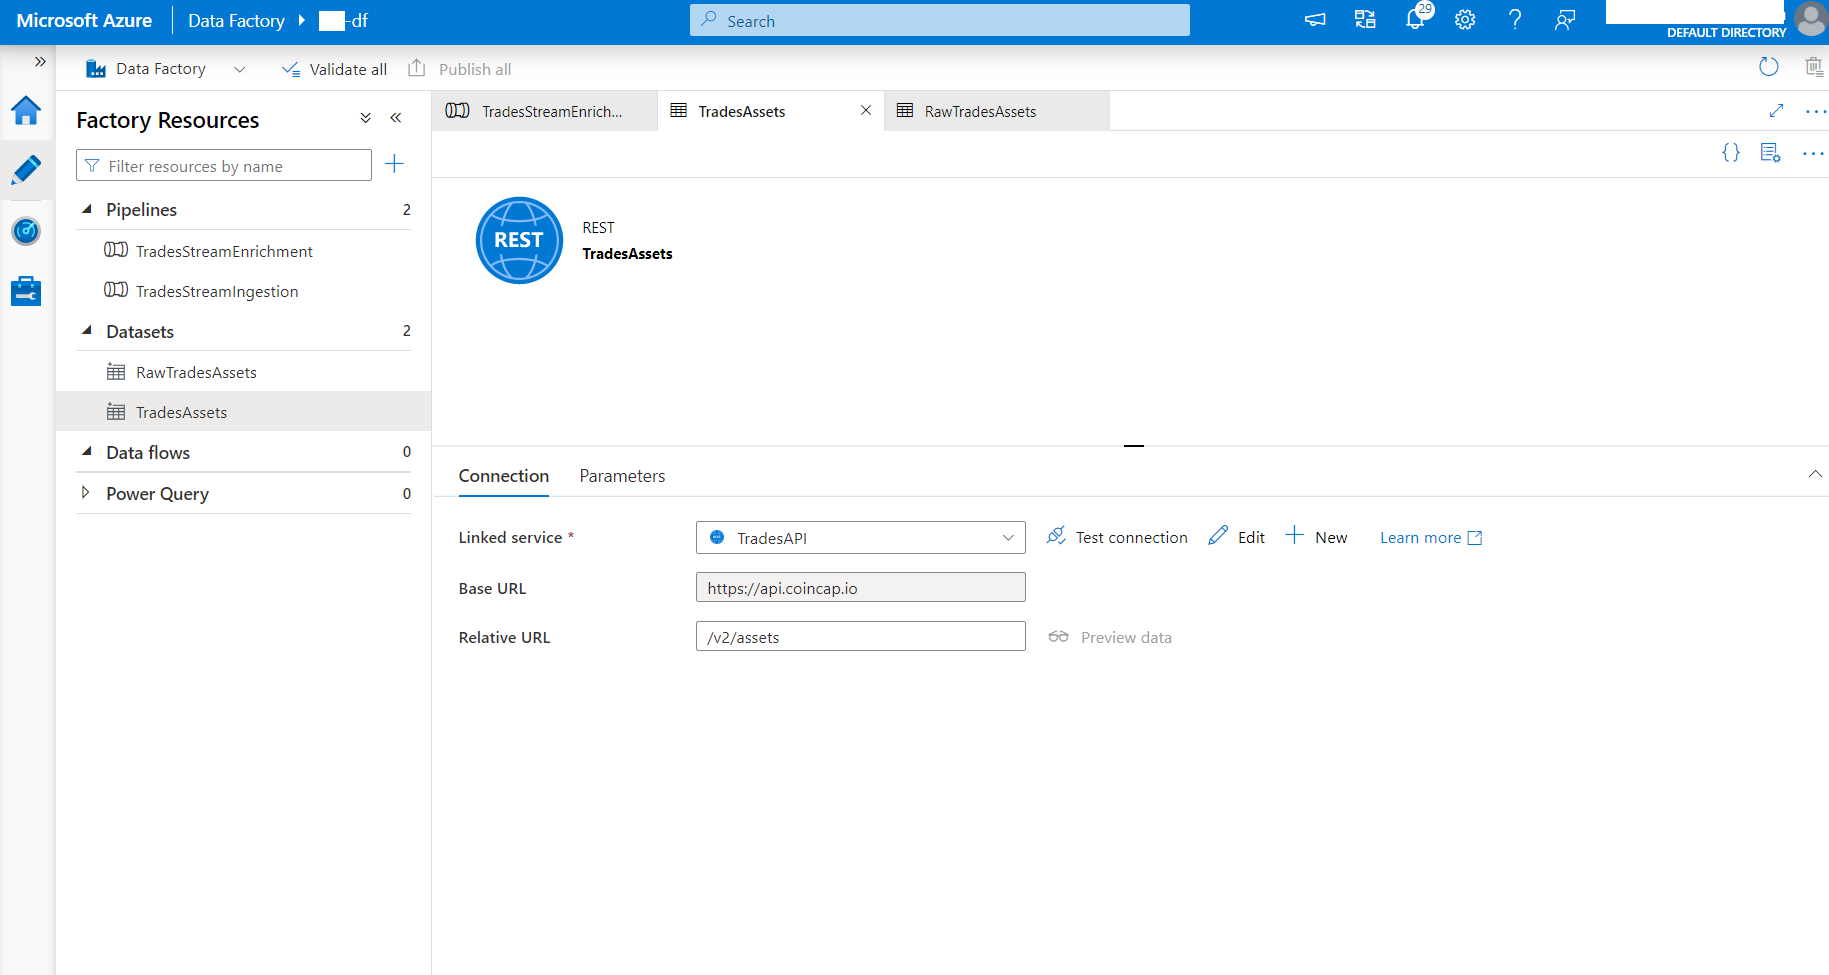 Microsoft Azure
Data Factory
-df
Search
29
DEFAULT DIRECTORY
Data Factory
Validate all
Publish all
Factory Resources
Filter resources by name
Pipelines 2
TradesStreamEnrichment
TradesStreamIngestion
Datasets 2
RawTradesAssets
TradesAssets
Data flows 0
Power Query 0
TradesStreamEnrich...
TradesAssets
RawTradesAssets
{}
REST
REST
TradesAssets
Connection
Parameters
Linked service *
TradesAPI
Test connection
Edit
New
Learn more
Base URL
https://api.coincap.io
Relative URL
/v2/assets
Preview data